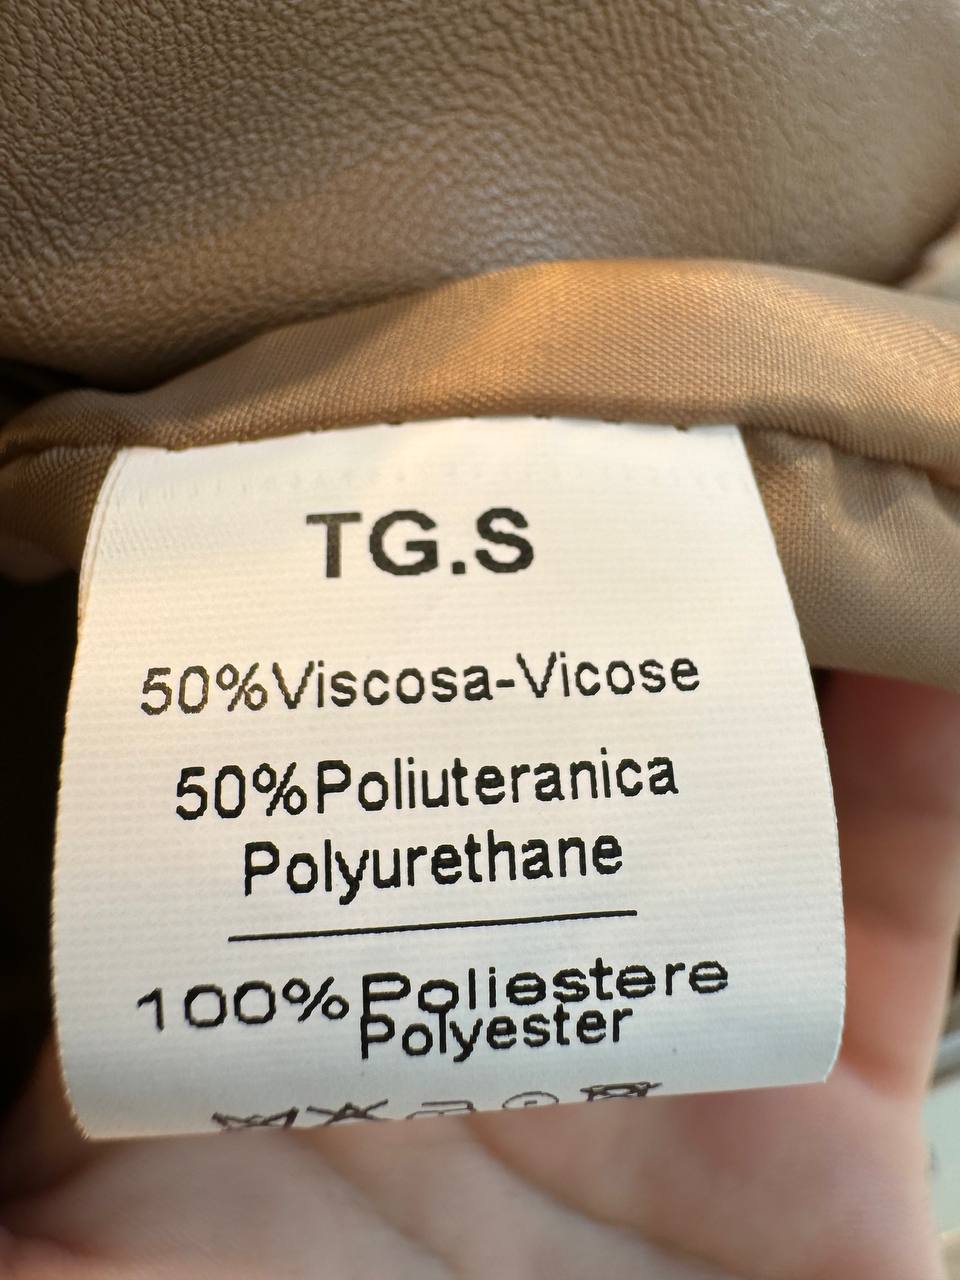 TG.S
50%Viscosa-Vicose
50%Poliuteranica
Polyurethane
100%Poliestere
Polyester